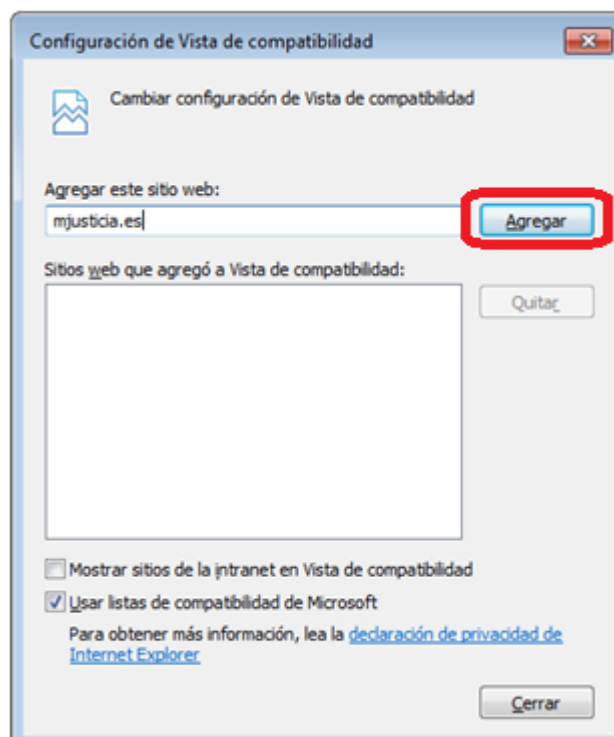 Configuración de Vista de compatibilidad
Cambiar configuración de Vista de compatibilidad
Agregar este sitio web:
mjusticia.es
Agregar
Sitios web que agregó a Vista de compatibilidad:
Quitar
Mostrar sitios de la intranet en Vista de compatibilidad
Usar listas de compatibilidad de Microsoft
Para obtener más información, lea la declaración de privacidad de
Internet Explorer
Cerrar